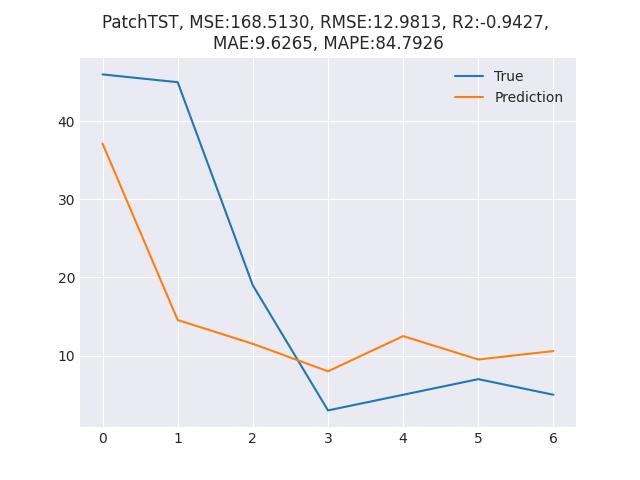 PatchTST, MSE:168.5130, RMSE:12.9813, R2:-0.9427,
MAE:9.6265, MAPE:84.7926
True
Prediction
40
30
20
10
0 1 2 3 4 5 6